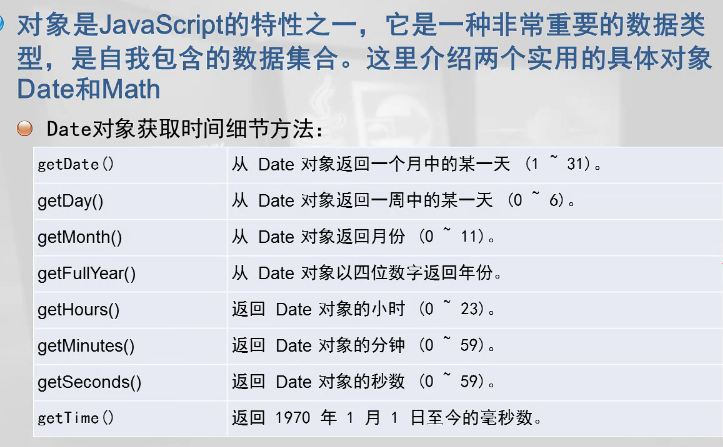 对象是JavaScript的特性之一，它是一种非常重要的数据类
型，是自我包含的数据集合。这里介绍两个实用的具体对象
Date和Math
Date对象获取时间细节方法：
getDate() 从 Date 对象返回一个月中的某一天 (1 ~ 31)。
getDay() 从 Date 对象返回一周中的某一天 (0 ~ 6)。
getMonth() 从 Date 对象返回月份 (0 ~ 11)。
getFullYear() 从 Date 对象以四位数字返回年份。
getHours() 返回 Date 对象的小时 (0 ~ 23)。
getMinutes() 返回 Date 对象的分钟 (0 ~ 59)。
getSeconds() 返回 Date 对象的秒数 (0 ~ 59)。
getTime() 返回 1970 年 1 月 1 日至今的毫秒数。